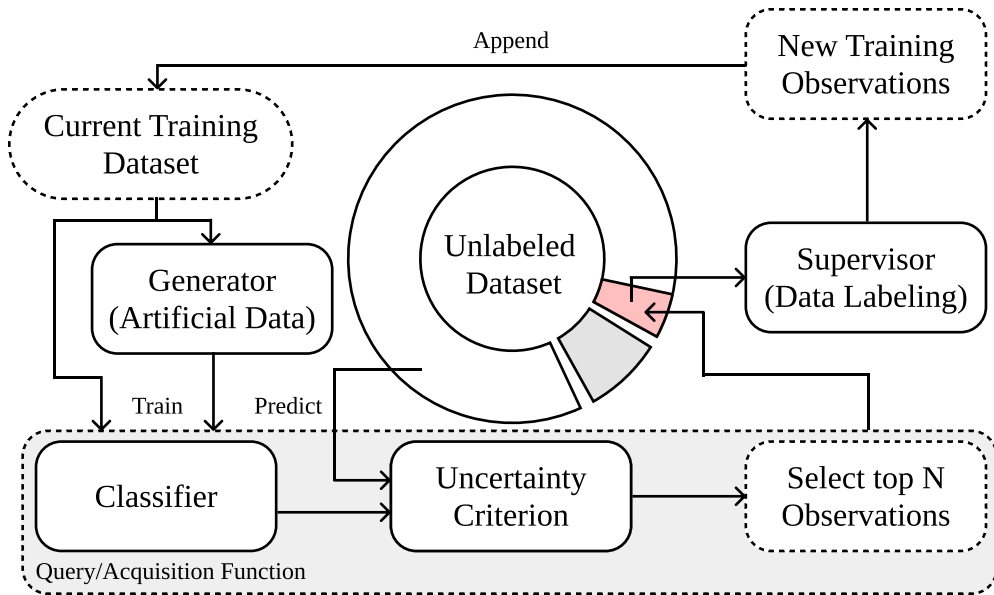 Append
New Training
Observations
Current Training
Dataset
Unlabeled
Dataset
Generator
(Artificial Data)
Supervisor
(Data Labeling)
Train
Predict
Classifier
Uncertainty
Criterion
Select top N
Observations
Query/Acquisition Function